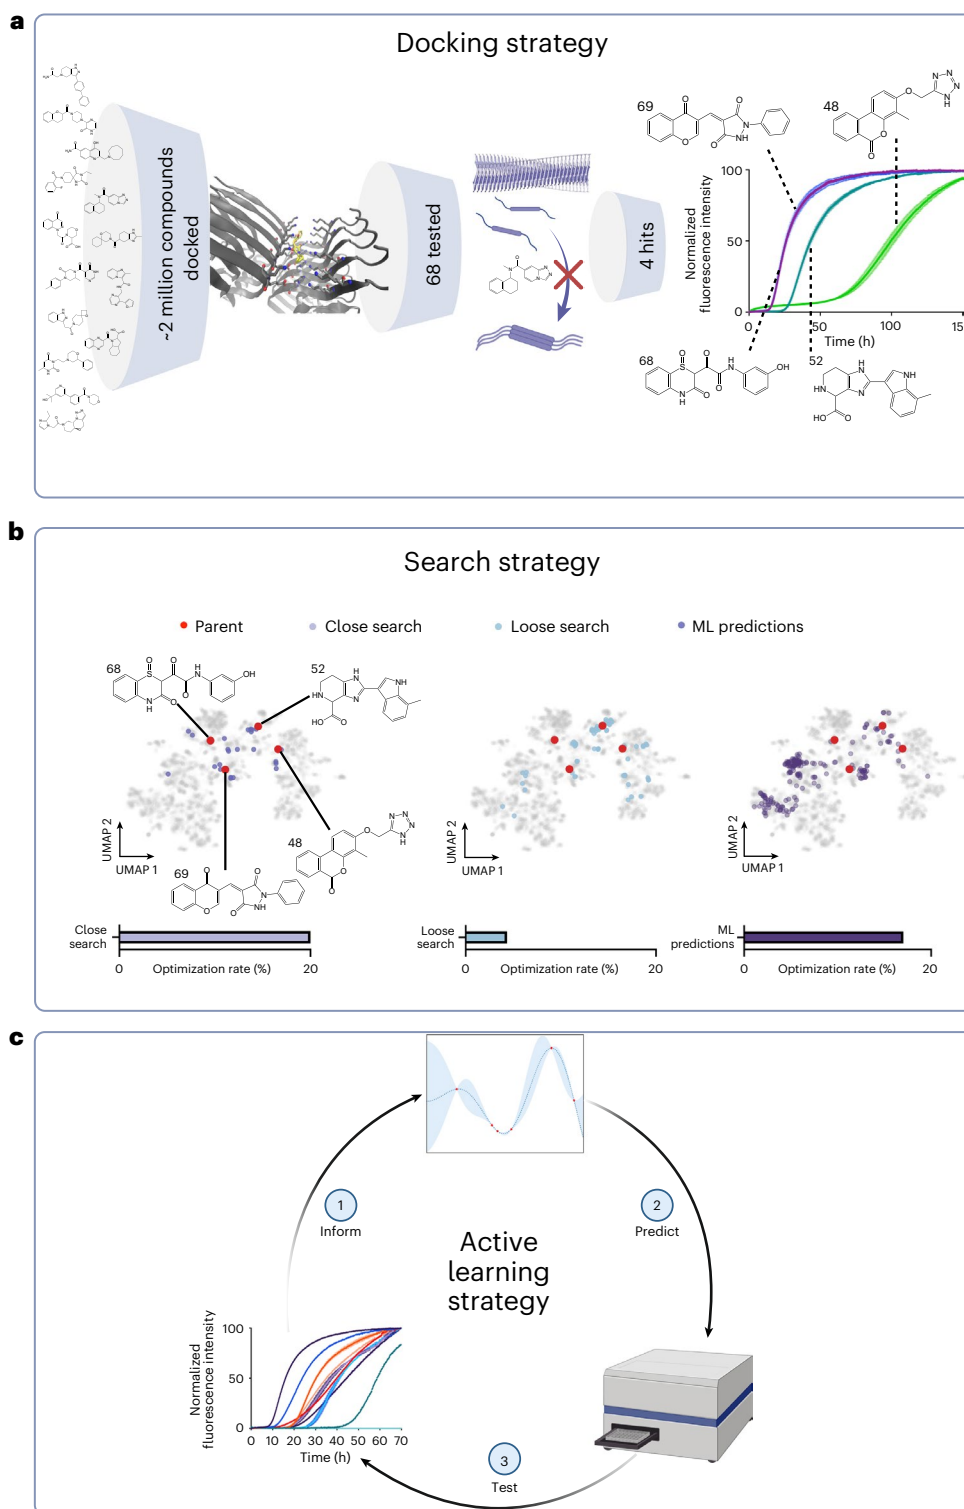 a
Docking strategy
~2 million compounds
docked
68 tested
4 hits
69
48
Normalized
fluorescence intensity
100
50
0
0
50
100
15
Time (h)
68
52
b
Search strategy
Parent
Close search
Loose search
ML predictions
68
52
48
69
UMAP 2
UMAP 1
UMAP 2
UMAP 1
UMAP 2
UMAP 1
Close
search
0
Optimization rate (%)
20
Loose
search
0
Optimization rate (%)
20
ML
predictions
0
Optimization rate (%)
20
c
1
Inform
2
Predict
Active
learning
strategy
Normalized
fluorescence intensity
100
50
0
0 10 20 30 40 50 60 70
Time (h)
3
Test